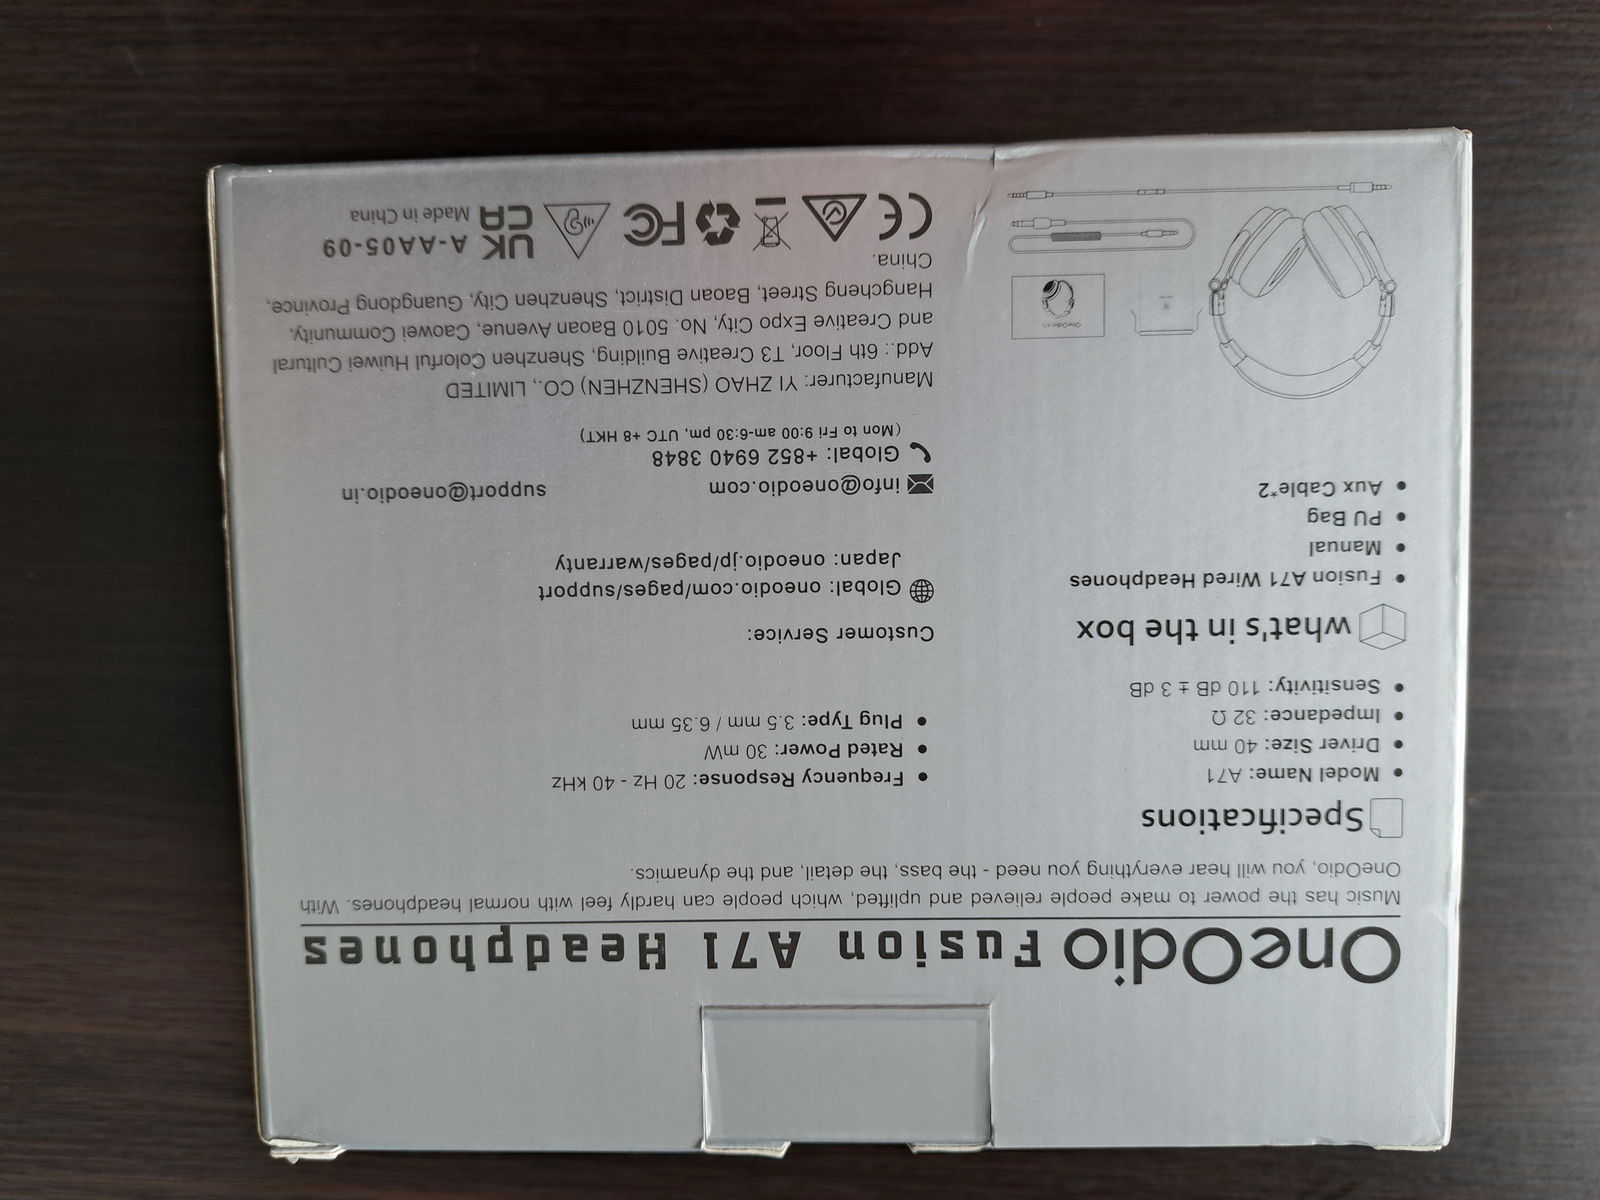 OneOdio Fusion A71 Headphones
Music has the power to make people relieved and uplifted, which people can hardly feel with normal headphones. With
OneOdio, you will hear everything you need - the bass, the detail, and the dynamics.
Specifications
• Model Name: A71
• Driver Size: 40 mm
• Impedance: 32 Ω
• Sensitivity: 110 dB ± 3 dB
• Frequency Response: 20 Hz - 40 kHz
• Rated Power: 30 mW
• Plug Type: 3.5 mm / 6.35 mm
what's in the box
• Fusion A71 Wired Headphones
• Manual
• PU Bag
• Aux Cable*2
OneOdio A71
Customer Service:
Global: oneodio.com/pages/support
Japan: oneodio.jp/pages/warranty
info@oneodio.com support@oneodio.in
Global: +852 6940 3848
(Mon to Fri 9:00 am-6:30 pm, UTC +8 HKT)
Manufacturer: YI ZHAO (SHENZHEN) CO., LIMITED
Add.: 6th Floor, T3 Creative Building, Shenzhen Colorful Huiwei Cultural
and Creative Expo City, No. 5010 Baoan Avenue, Caowei Community,
Hangcheng Street, Baoan District, Shenzhen City, Guangdong Province,
China.
CE FC UK CA A-AA05-09
Made in China